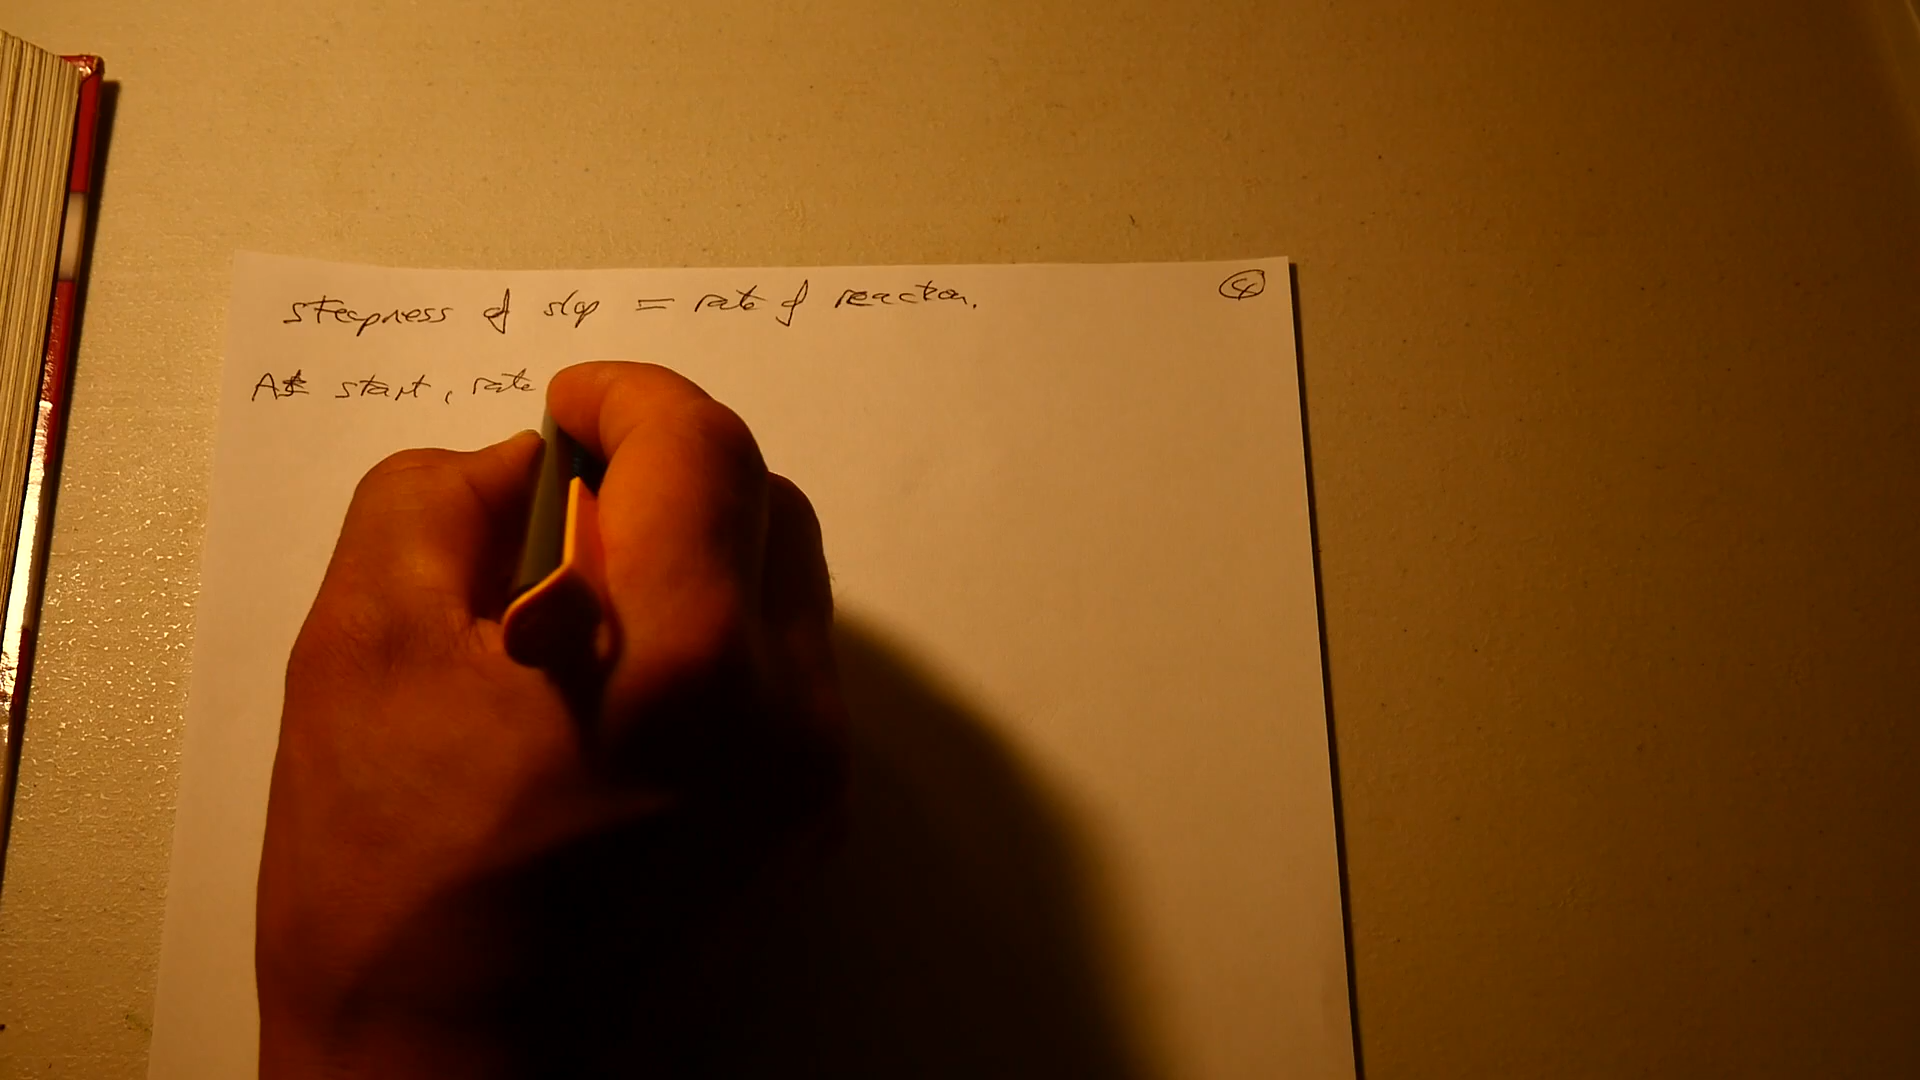 steepness of slop = rate of reaction. 4
At start, rate